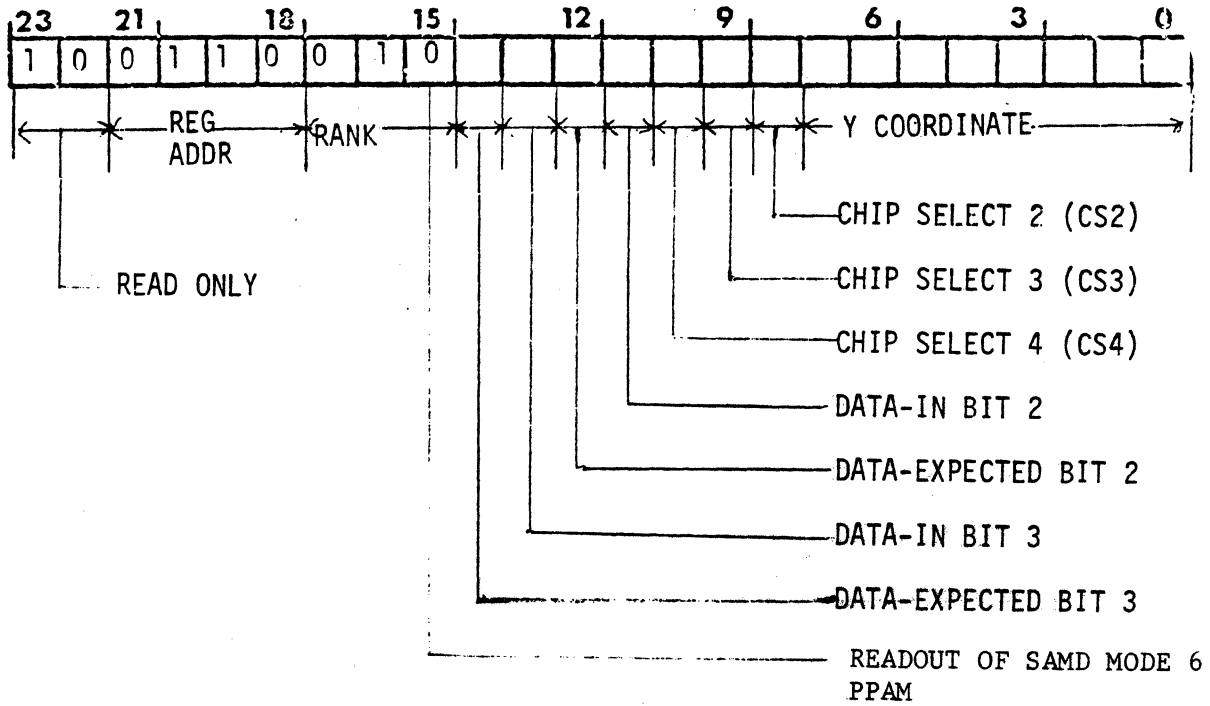 23 21 18 15 12 9 6 3 0
1 0 0 1 1 0 0 1 0
REG ADDR
RANK
Y COORDINATE
CHIP SELECT 2 (CS2)
READ ONLY
CHIP SELECT 3 (CS3)
CHIP SELECT 4 (CS4)
DATA-IN BIT 2
DATA-EXPECTED BIT 2
DATA-IN BIT 3
DATA-EXPECTED BIT 3
READOUT OF SAMD MODE 6
PPAM